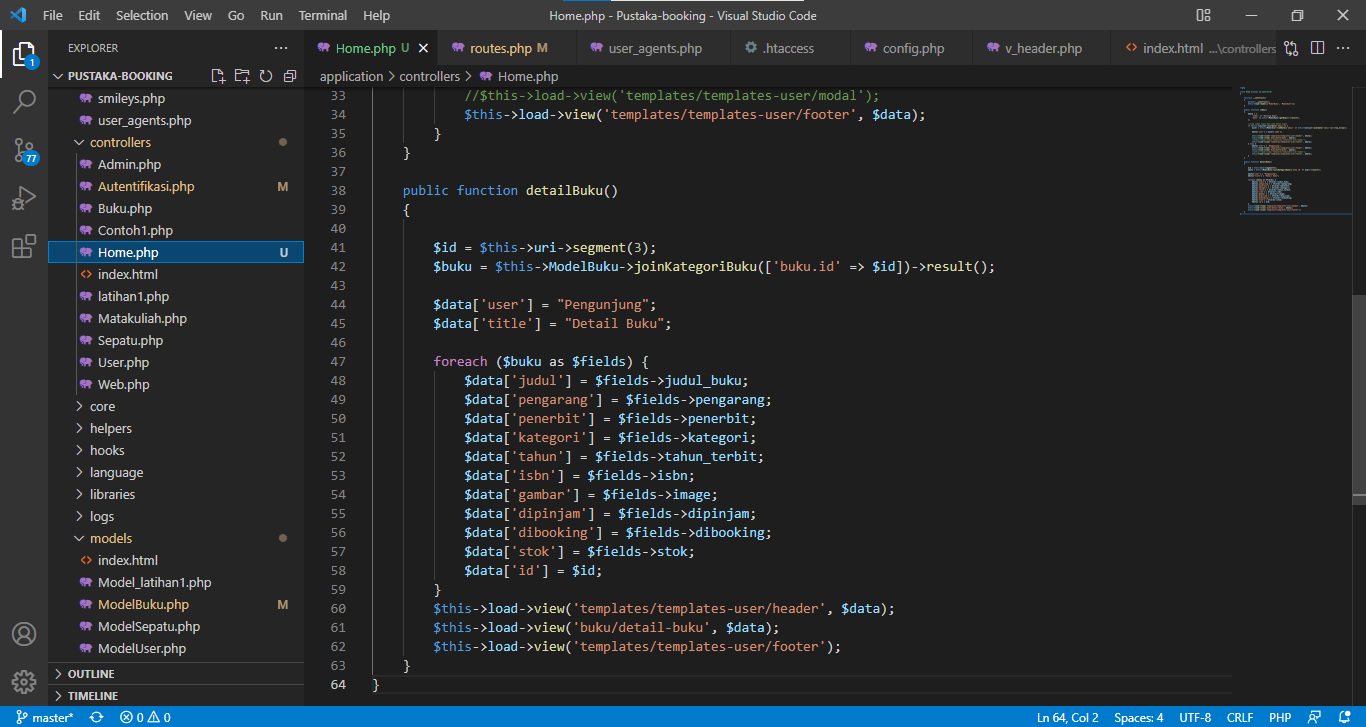 File Edit Selection View Go Run Terminal Help Home.php - Pustaka-booking - Visual Studio Code
EXPLORER
Home.php U routes.php M user_agents.php .htaccess config.php v_header.php index.html ...\controllers
PUSTAKA-BOOKING
application > controllers > Home.php
smileys.php
user_agents.php
controllers
Admin.php
Autentifikasi.php M
Buku.php
Contoh1.php
Home.php U
index.html
latihan1.php
Matakuliah.php
Sepatu.php
User.php
Web.php
core
helpers
hooks
language
libraries
logs
models
index.html
Model_latihan1.php
ModelBuku.php M
ModelSepatu.php
ModelUser.php
OUTLINE
TIMELINE
1
77
33 //$this->load->view('templates/templates-user/modal');
34 $this->load->view('templates/templates-user/footer', $data);
35 }
36 }
37
38 public function detailBuku()
39 {
40
41 $id = $this->uri->segment(3);
42 $buku = $this->ModelBuku->joinKategoriBuku(['buku.id' => $id])->result();
43
44 $data['user'] = "Pengunjung";
45 $data['title'] = "Detail Buku";
46
47 foreach ($buku as $fields) {
48 $data['judul'] = $fields->judul_buku;
49 $data['pengarang'] = $fields->pengarang;
50 $data['penerbit'] = $fields->penerbit;
51 $data['kategori'] = $fields->kategori;
52 $data['tahun'] = $fields->tahun_terbit;
53 $data['isbn'] = $fields->isbn;
54 $data['gambar'] = $fields->image;
55 $data['dipinjam'] = $fields->dipinjam;
56 $data['dibooking'] = $fields->dibooking;
57 $data['stok'] = $fields->stok;
58 $data['id'] = $id;
59 }
60 $this->load->view('templates/templates-user/header', $data);
61 $this->load->view('buku/detail-buku', $data);
62 $this->load->view('templates/templates-user/footer');
63 }
64 }
master* 0 0 Ln 64, Col 2 Spaces: 4 UTF-8 CRLF PHP